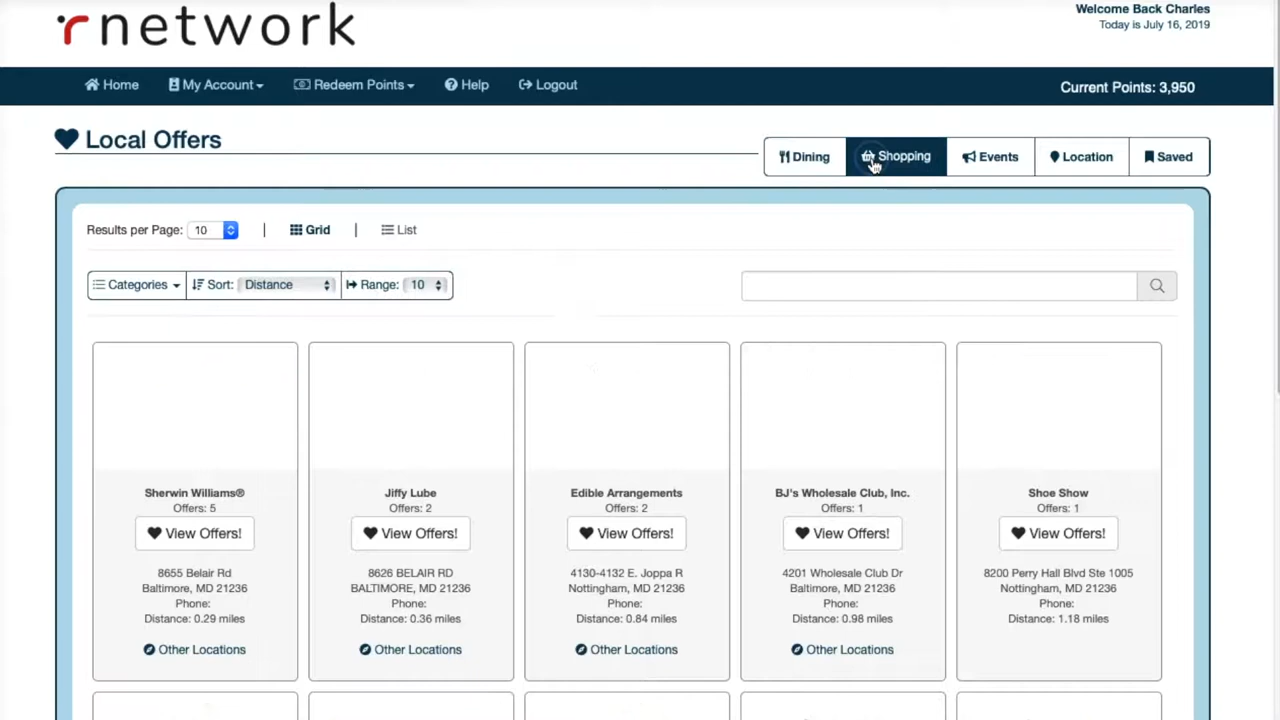 rnetwork
Welcome Back Charles
Today is July 16, 2019
Home My Account Redeem Points Help Logout Current Points: 3,950
Local Offers
Dining Shopping Events Location Saved
Results per Page: 10 | Grid | List
Categories Sort: Distance Range: 10
Sherwin Williams®
Offers: 5
View Offers!
8655 Belair Rd
Baltimore, MD 21236
Phone:
Distance: 0.29 miles
Other Locations
Jiffy Lube
Offers: 2
View Offers!
8626 BELAIR RD
BALTIMORE, MD 21236
Phone:
Distance: 0.36 miles
Other Locations
Edible Arrangements
Offers: 2
View Offers!
4130-4132 E. Joppa R
Nottingham, MD 21236
Phone:
Distance: 0.84 miles
Other Locations
BJ's Wholesale Club, Inc.
Offers: 1
View Offers!
4201 Wholesale Club Dr
Baltimore, MD 21236
Phone:
Distance: 0.98 miles
Other Locations
Shoe Show
Offers: 1
View Offers!
8200 Perry Hall Blvd Ste 1005
Nottingham, MD 21236
Phone:
Distance: 1.18 miles